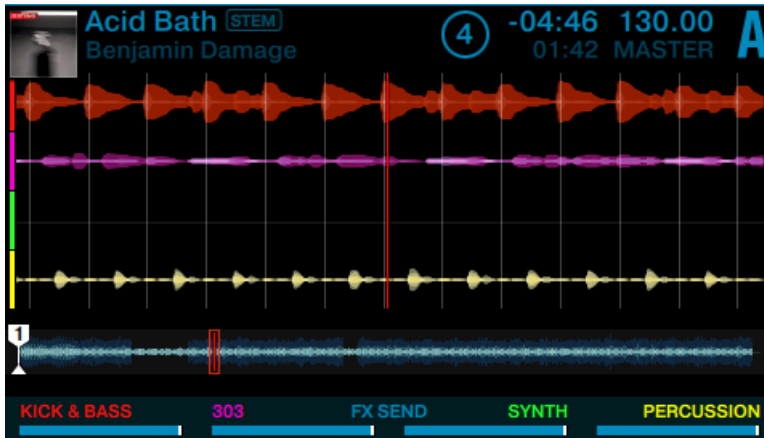 Acid Bath STEM
Benjamin Damage
4
-04:46 130.00
01:42 MASTER
A
1
KICK & BASS 303 FX SEND SYNTH PERCUSSION